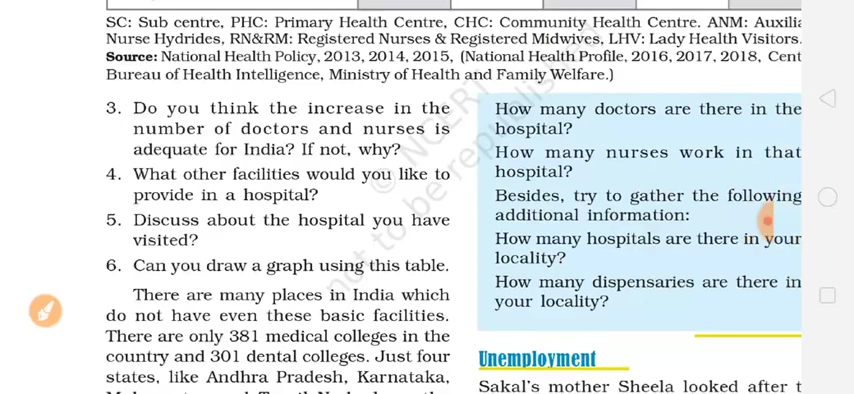 SC: Sub centre, PHC: Primary Health Centre, CHC: Community Health Centre. ANM:
Nurse Hydrides, RN&RM: Registered Nurses & Registered Midwives, LHV: Lady Health Visitors.
Source: National Health Policy, 2013, 2014, 2015, (National Health Profile, 2016, 2017, 2018,
Bureau of Health Intelligence, Ministry of Health and Family Welfare.)
3. Do you think the increase in the
number of doctors and nurses is
adequate for India? If not, why?
4. What other facilities would you like to
provide in a hospital?
5. Discuss about the hospital you have
visited?
6. Can you draw a graph using this table.
There are many places in India which
do not have even these basic facilities.
There are only 381 medical colleges in the
country and 301 dental colleges. Just four
states, like Andhra Pradesh, Karnataka,
How many doctors are there in the
hospital?
How many nurses work in that
hospital?
Besides, try to gather the following
additional information:
How many hospitals are there in your
locality?
How many dispensaries are there in
your locality?
Unemployment
Sakal's mother Sheela looked after
© NCERT
not to be republished